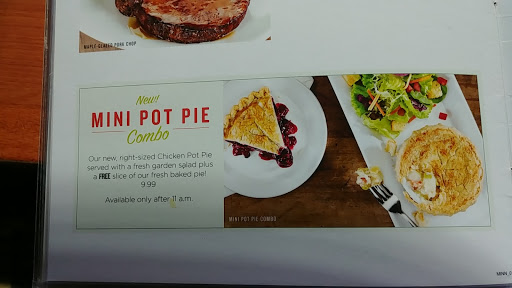 MAPLE-GLAZED PORK CHOP
New!
MINI POT PIE
Combo
Our new, right-sized Chicken Pot Pie
served with a fresh garden salad plus
a FREE slice of our fresh baked pie!
9.99
Available only after 11 a.m.
MINI POT PIE COMBO